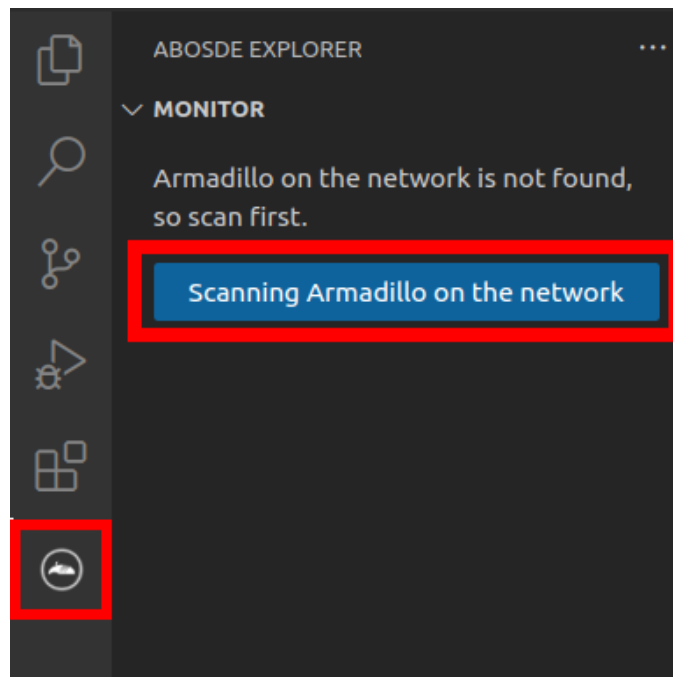 ABOSDE EXPLORER
MONITOR
Armadillo on the network is not found,
so scan first.
Scanning Armadillo on the network